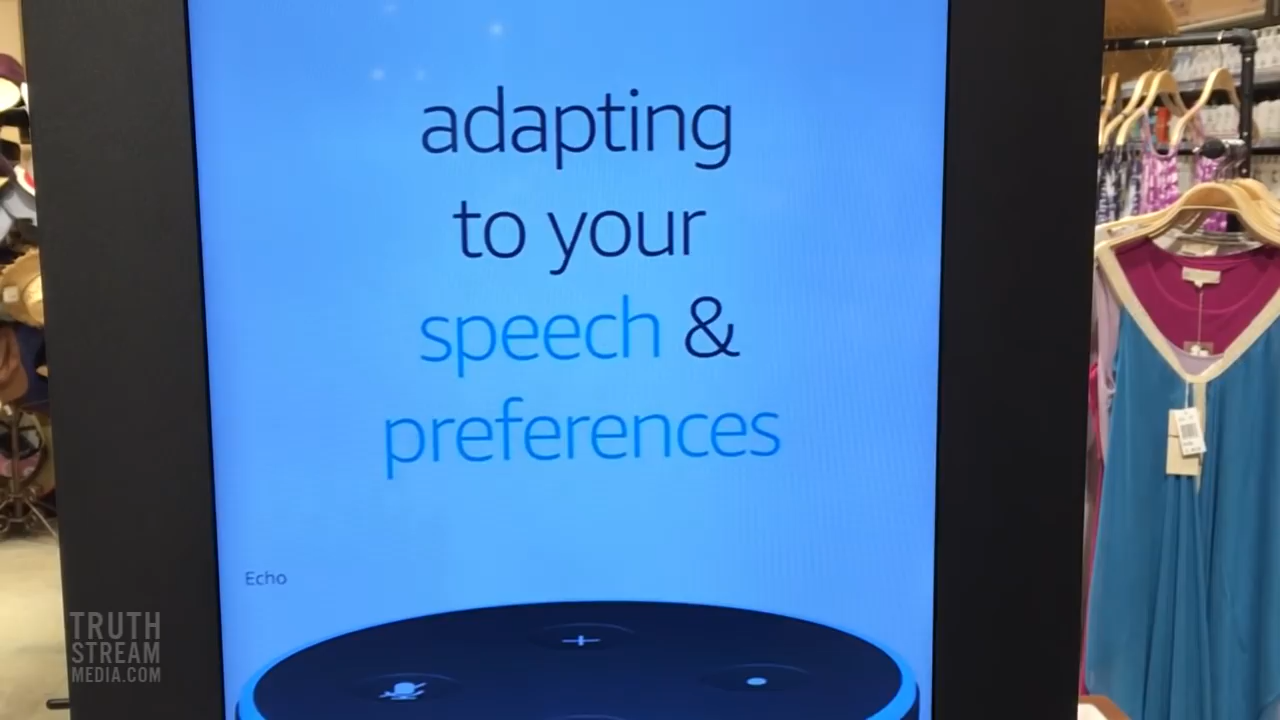 adapting
to your
speech &
preferences
Echo
TRUTH
STREAM
MEDIA.COM